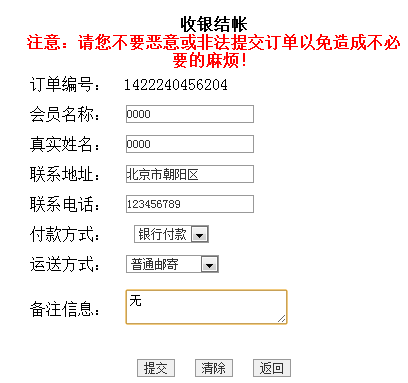 收银结帐
注意：请您不要恶意或非法提交订单以免造成不必
要的麻烦！
订单编号： 1422240456204
会员名称： 0000
真实姓名： 0000
联系地址： 北京市朝阳区
联系电话： 123456789
付款方式： 银行付款
运送方式： 普通邮寄
备注信息： 无
提交 清除 返回